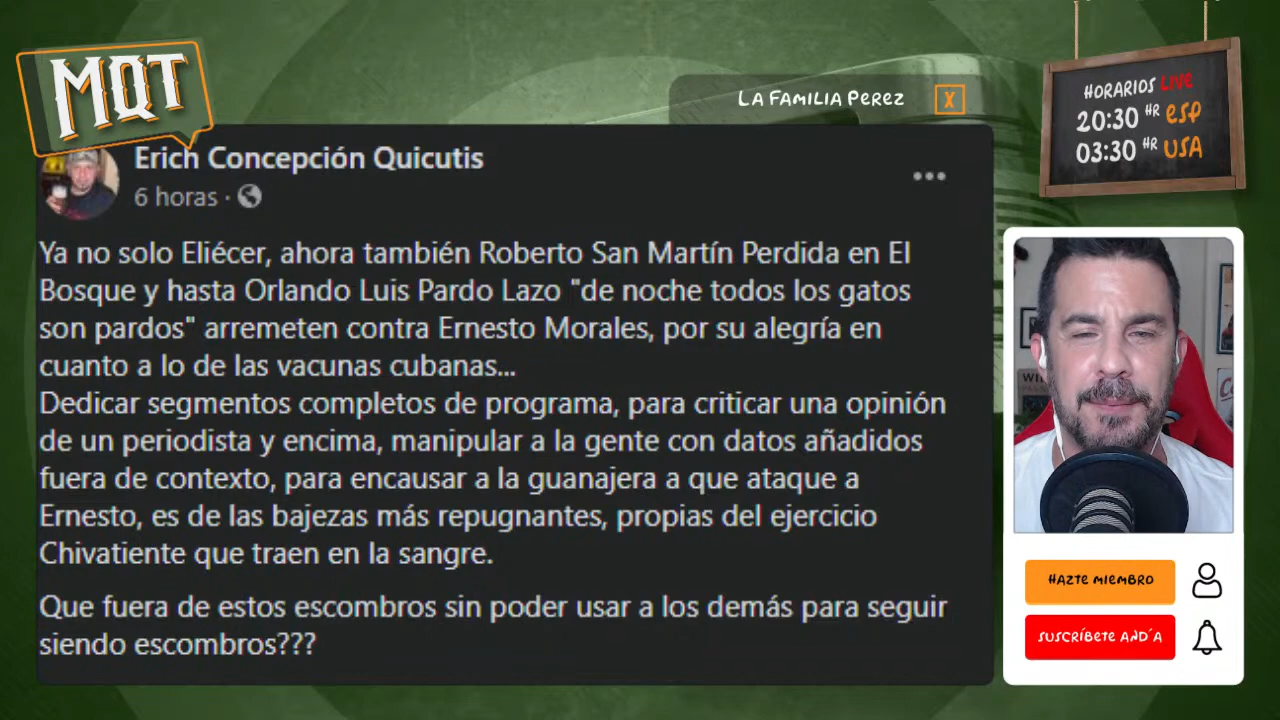 MQT
LA FAMILIA PEREZ
X
HORARIOS LIVE
20:30 HR ESP
03:30 HR USA
Erich Concepción Quicutis
6 horas ·
Ya no solo Eliécer, ahora también Roberto San Martín Perdida en El
Bosque y hasta Orlando Luis Pardo Lazo "de noche todos los gatos
son pardos" arremeten contra Ernesto Morales, por su alegría en
cuanto a lo de las vacunas cubanas...
Dedicar segmentos completos de programa, para criticar una opinión
de un periodista y encima, manipular a la gente con datos añadidos
fuera de contexto, para encausar a la guanajera a que ataque a
Ernesto, es de las bajezas más repugnantes, propias del ejercicio
Chivatiente que traen en la sangre.
Que fuera de estos escombros sin poder usar a los demás para seguir
siendo escombros???
HAZTE MIEMBRO
SUSCRÍBETE AND´A